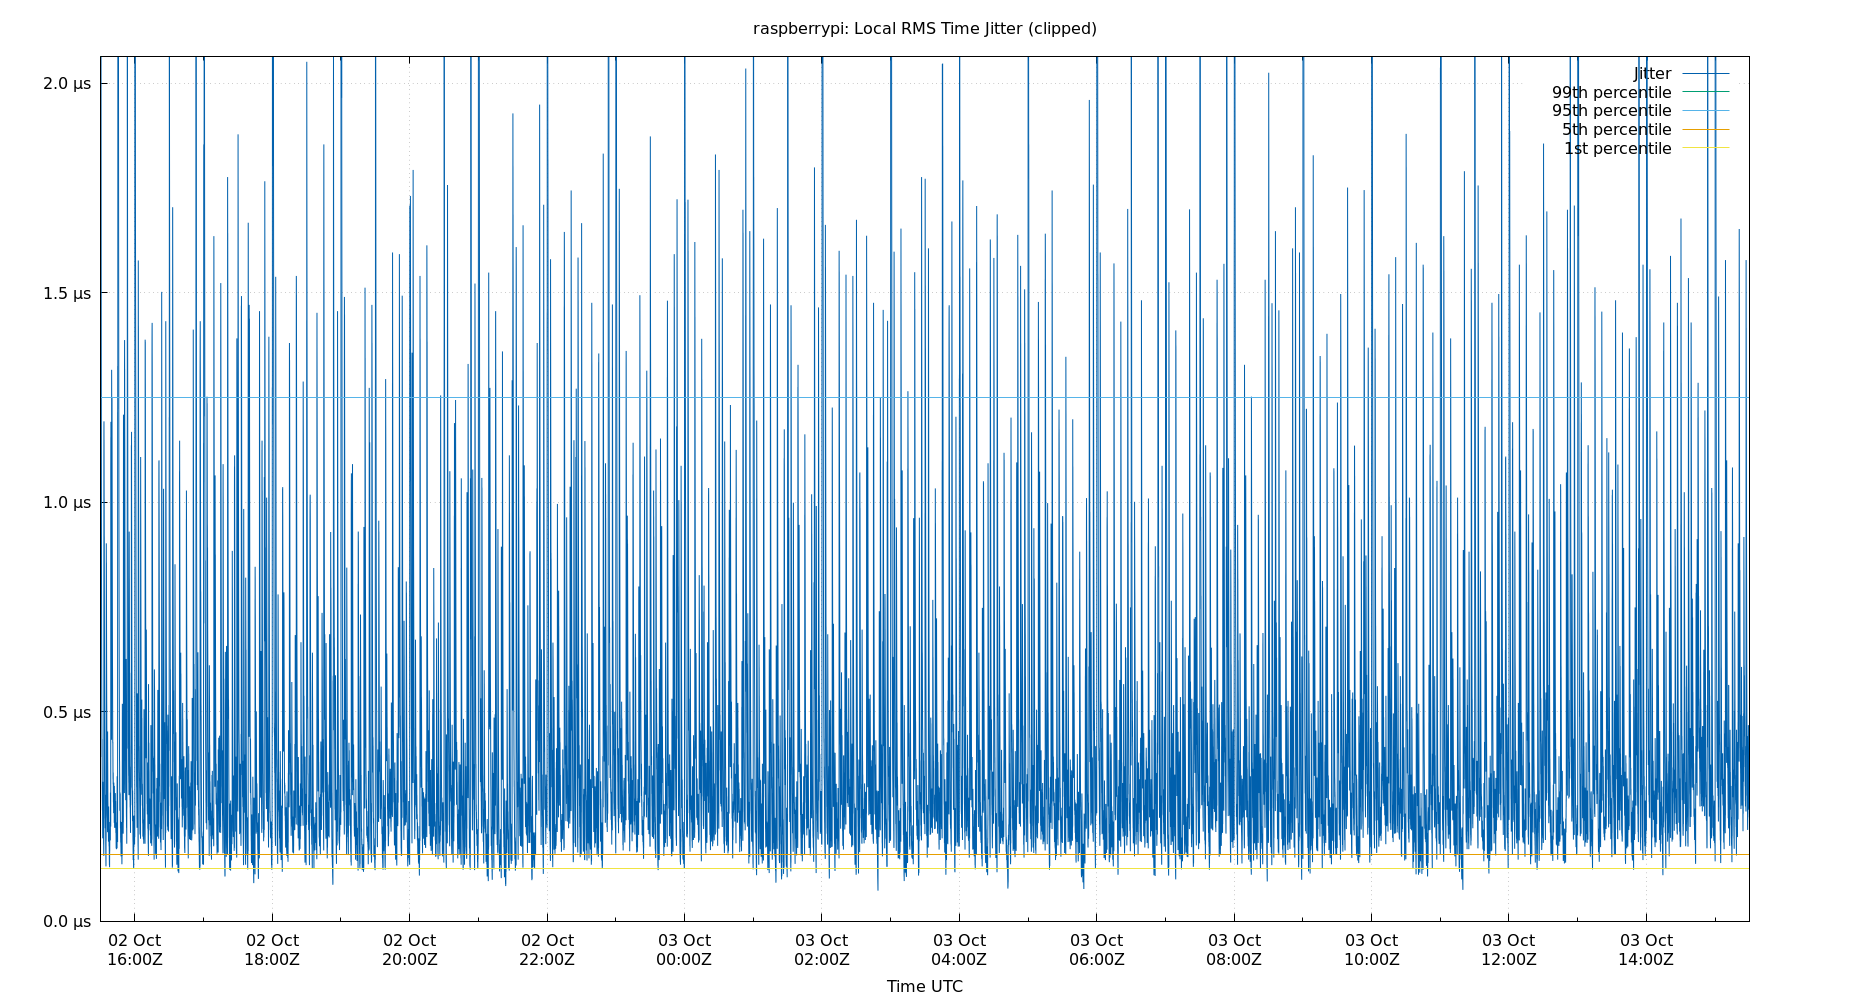 raspberrypi: Local RMS Time Jitter (clipped)
2.0 µs
1.5 µs
1.0 µs
0.5 µs
0.0 µs
Jitter
99th percentile
95th percentile
5th percentile
1st percentile
02 Oct 02 Oct 02 Oct 02 Oct 03 Oct 03 Oct 03 Oct 03 Oct 03 Oct 03 Oct 03 Oct 03 Oct
16:00Z 18:00Z 20:00Z 22:00Z 00:00Z 02:00Z 04:00Z 06:00Z 08:00Z 10:00Z 12:00Z 14:00Z
Time UTC